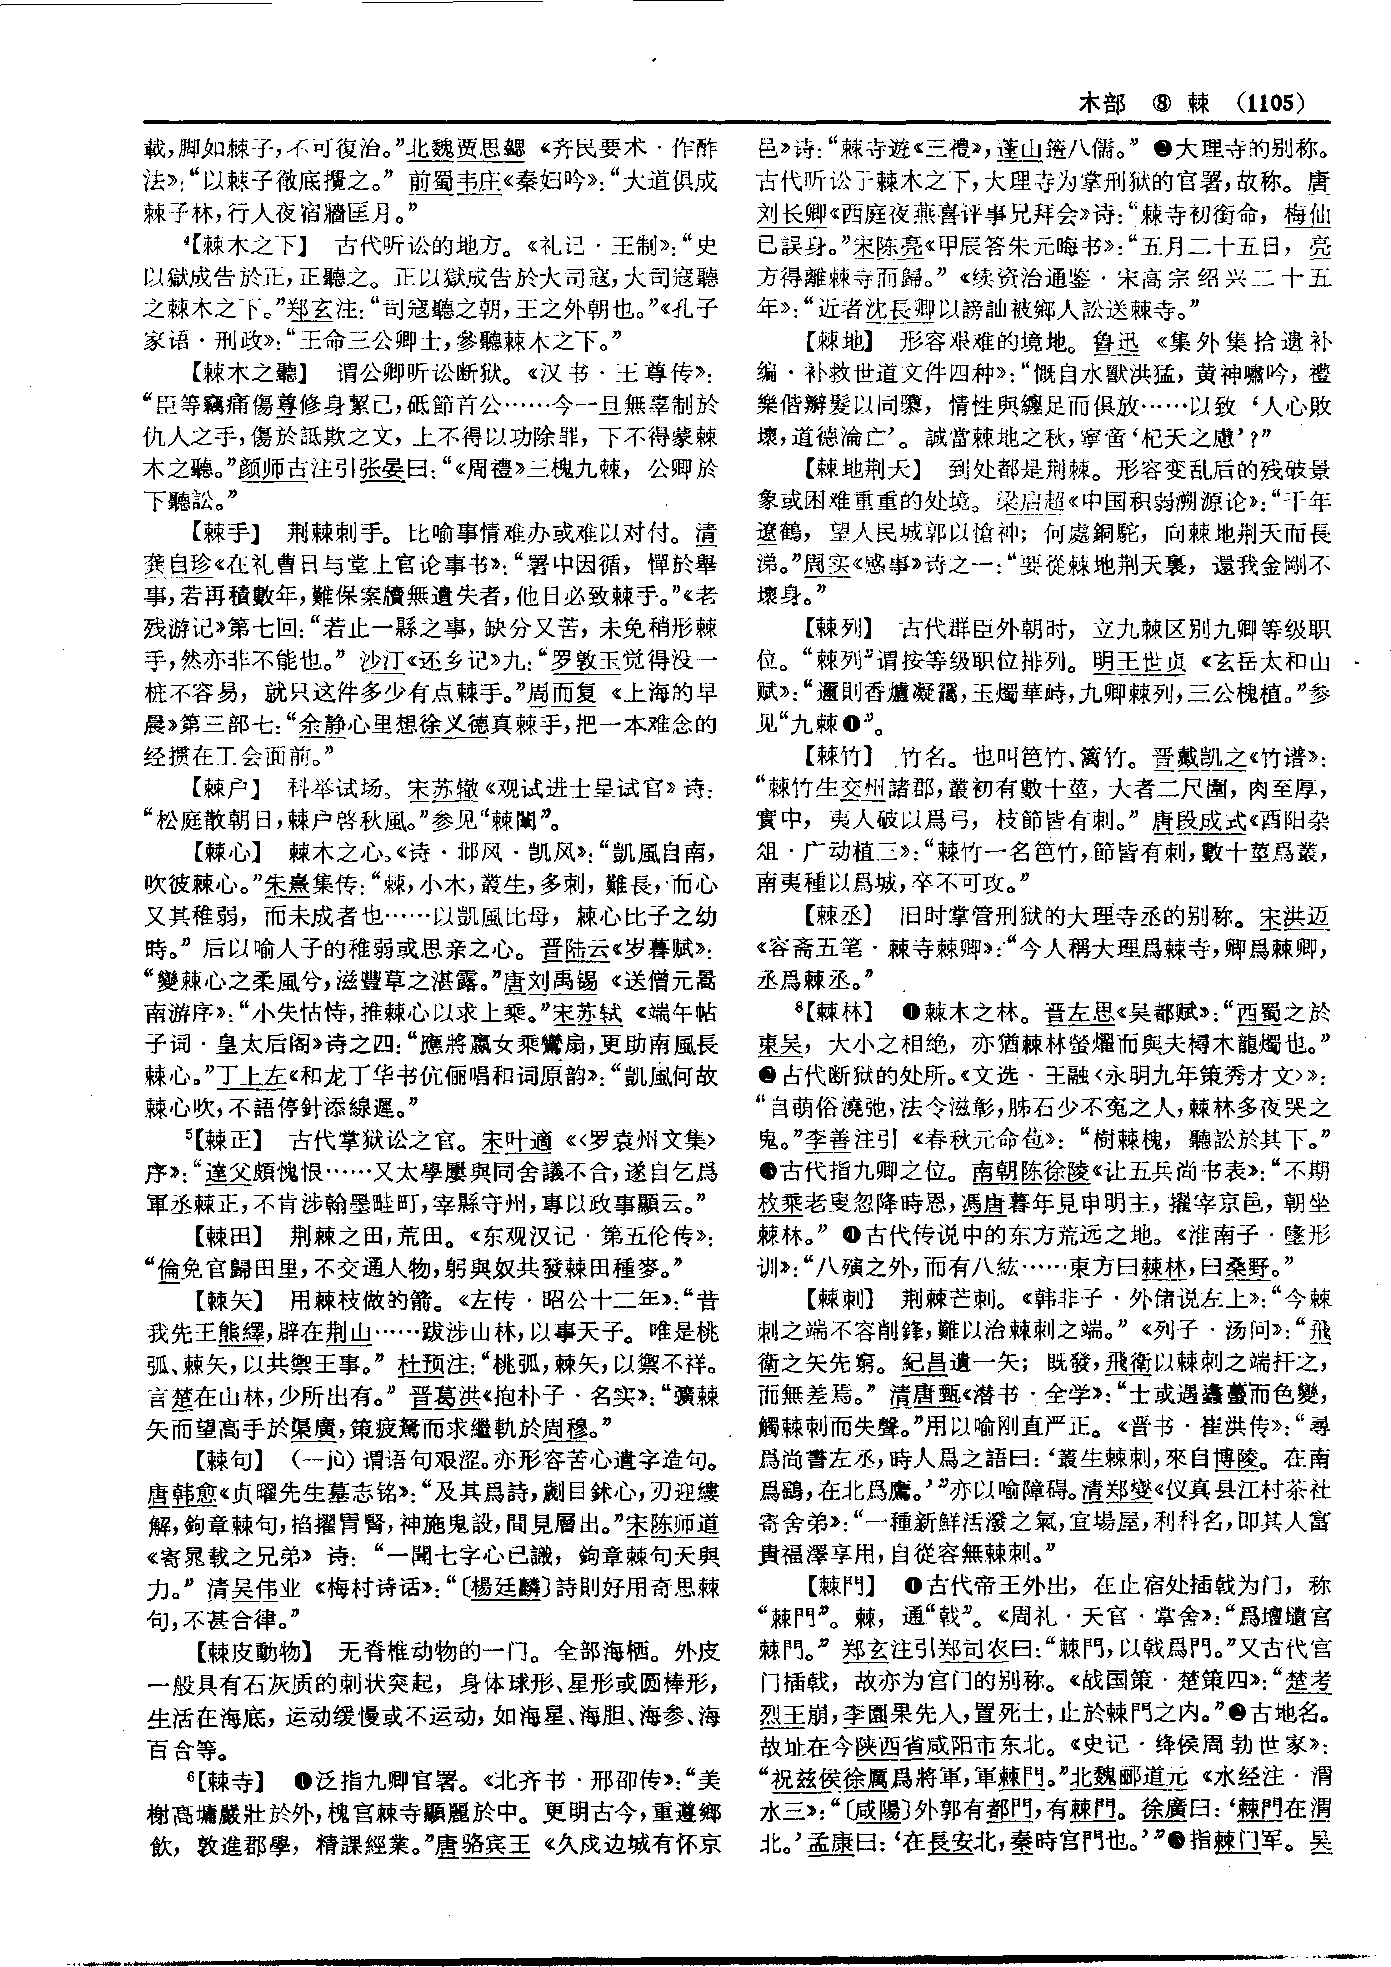 木部 ⑧ 棘 (1105)
載,脚如棘子,不可復治。”北魏贾思勰《齐民要术·作酢
法》:“以棘子徹底攪之。” 前蜀韦庄《秦妇吟》:“大道俱成
棘子林,行人夜宿牆匡月。”
⁴【棘木之下】 古代听讼的地方。《礼记·王制》:“史
以獄成告於正,正聽之。正以獄成告於大司寇,大司寇聽
之棘木之下。”郑玄注:“司寇聽之朝,王之外朝也。”《孔子
家语·刑政》:“王命三公卿士,參聽棘木之下。”
【棘木之聽】 谓公卿听讼断狱。《汉书·王尊传》:
“臣等竊痛傷尊修身絜己,砥節首公……今一旦無辜制於
仇人之手,傷於詆欺之文,上不得以功除罪,下不得蒙棘
木之聽。”颜师古注引张晏曰:“《周禮》三槐九棘,公卿於
下聽訟。”
【棘手】 荆棘刺手。比喻事情难办或难以对付。清
龚自珍《在礼曹日与堂上官论事书》:“署中因循,憚於舉
事,若再積數年,難保案牘無遺失者,他日必致棘手。”《老
残游记》第七回:“若止一縣之事,缺分又苦,未免稍形棘
手,然亦非不能也。” 沙汀《还乡记》九:“罗敦玉觉得没一
桩不容易,就只这件多少有点棘手。”周而复《上海的早
晨》第三部七:“余静心里想徐义德真棘手,把一本难念的
经掼在工会面前。”
【棘户】 科举试场。宋苏辙《观试进士呈试官》诗:
“松庭散朝日,棘户啓秋風。”参见“棘闈”。
【棘心】 棘木之心。《诗·邶风·凯风》:“凱風自南,
吹彼棘心。”朱熹集传:“棘,小木,叢生,多刺,難長,而心
又其稚弱,而未成者也……以凱風比母,棘心比子之幼
時。”后以喻人子的稚弱或思亲之心。晋陆云《岁暮赋》:
“變棘心之柔風兮,滋豐草之湛露。”唐刘禹锡《送僧元暠
南游序》:“小失怙恃,推棘心以求上乘。”宋苏轼《端午帖
子词·皇太后阁》诗之四:“應將嬴女乘鸞扇,更助南風長
棘心。”丁上左《和龙丁华书伉俪唱和词原韵》:“凱風何故
棘心吹,不語停針添線遲。”
⁵【棘正】 古代掌狱讼之官。宋叶適《〈罗袁州文集〉
序》:“達父頗愧恨……又太學屢與同舍議不合,遂自乞爲
軍丞棘正,不肯涉翰墨畦町,宰縣守州,專以政事顯云。”
【棘田】 荆棘之田,荒田。《东观汉记·第五伦传》:
“倫免官歸田里,不交通人物,躬與奴共發棘田種麥。”
【棘矢】 用棘枝做的箭。《左传·昭公十二年》:“昔
我先王熊繹,辟在荆山……跋涉山林,以事天子。唯是桃
弧、棘矢,以共禦王事。” 杜预注:“桃弧,棘矢,以禦不祥。
言楚在山林,少所出有。” 晋葛洪《抱朴子·名实》:“彍棘
矢而望高手於渠廣,策疲駑而求繼軌於周穆。”
【棘句】 (—jù)谓语句艰涩。亦形容苦心遣字造句。
唐韩愈《贞曜先生墓志铭》:“及其爲詩,劌目鉥心,刃迎縷
解,鉤章棘句,掐擢胃腎,神施鬼設,間見層出。”宋陈师道
《寄晁载之兄弟》诗:“一聞七字心已識,鉤章棘句天與
力。”清吴伟业《梅村诗话》:“〔楊廷麟〕詩則好用奇思棘
句,不甚合律。”
【棘皮動物】 无脊椎动物的一门。全部海栖。外皮
一般具有石灰质的刺状突起,身体球形、星形或圆棒形,
生活在海底,运动缓慢或不运动,如海星、海胆、海参、海
百合等。
⁶【棘寺】 ❶泛指九卿官署。《北齐书·邢邵传》:“美
榭高墉嚴壯於外,槐宫棘寺顯麗於中。更明古今,重遵鄉
飲,敦進郡學,精課經業。”唐骆宾王《久戍边城有怀京
邑》诗:“棘寺遊《三禮》,蓬山簉八儒。” ❷大理寺的别称。
古代听讼于棘木之下,大理寺为掌刑狱的官署,故称。唐
刘长卿《西庭夜燕喜评事兄拜会》诗:“棘寺初銜命,梅仙
已誤身。”宋陈亮《甲辰答朱元晦书》:“五月二十五日,亮
方得離棘寺而歸。”《续资治通鉴·宋高宗绍兴二十五
年》:“近者沈長卿以謗訕被鄉人訟送棘寺。”
【棘地】 形容艰难的境地。鲁迅《集外集拾遗补
编·补救世道文件四种》:“慨自水獸洪猛,黄神嘯吟,禮
樂偕辮髮以同隳,情性與纏足而俱放……以致‘人心敗
壞,道德淪亡’。誠當棘地之秋,寧啻‘杞天之慮’?”
【棘地荆天】 到处都是荆棘。形容变乱后的残破景
象或困难重重的处境。梁启超《中国积弱溯源论》:“千年
遼鶴,望人民城郭以愴神;何處銅駝,向棘地荆天而長
涕。”周实《感事》诗之一:“要從棘地荆天裏,還我金剛不
壞身。”
【棘列】 古代群臣外朝时,立九棘区别九卿等级职
位。“棘列”谓按等级职位排列。明王世贞《玄岳太和山
赋》:“邇則香爐凝靄,玉燭華峙,九卿棘列,三公槐植。”参
见“九棘❶”。
【棘竹】 竹名。也叫笆竹、篱竹。晋戴凯之《竹谱》:
“棘竹生交州諸郡,叢初有數十莖,大者二尺圍,肉至厚,
實中,夷人破以爲弓,枝節皆有刺。” 唐段成式《酉阳杂
俎·广动植三》:“棘竹一名笆竹,節皆有刺,數十莖爲叢,
南夷種以爲城,卒不可攻。”
【棘丞】 旧时掌管刑狱的大理寺丞的别称。宋洪迈
《容斋五笔·棘寺棘卿》:“今人稱大理爲棘寺,卿爲棘卿,
丞爲棘丞。”
⁸【棘林】 ❶棘木之林。晋左思《吴都赋》:“西蜀之於
東吴,大小之相絶,亦猶棘林螢燿而與夫樳木龍燭也。”
❷古代断狱的处所。《文选·王融〈永明九年策秀才文〉》:
“自萌俗澆弛,法令滋彰,肺石少不冤之人,棘林多夜哭之
鬼。”李善注引《春秋元命苞》:“樹棘槐,聽訟於其下。”
❸古代指九卿之位。南朝陈徐陵《让五兵尚书表》:“不期
枚乘老叟忽降時恩,馮唐暮年見申明主,擢宰京邑,朝坐
棘林。” ❹古代传说中的东方荒远之地。《淮南子·墬形
训》:“八殥之外,而有八紘……東方曰棘林,曰桑野。”
【棘刺】 荆棘芒刺。《韩非子·外储说左上》:“今棘
刺之端不容削鋒,難以治棘刺之端。”《列子·汤问》:“飛
衛之矢先窮。紀昌遺一矢;既發,飛衛以棘刺之端扞之,
而無差焉。” 清唐甄《潜书·全学》:“士或遇蠭蠆而色變,
觸棘刺而失聲。”用以喻刚直严正。《晋书·崔洪传》:“尋
爲尚書左丞,時人爲之語曰:‘叢生棘刺,來自博陵。在南
爲鷂,在北爲鷹。’”亦以喻障碍。清郑燮《仪真县江村茶社
寄舍弟》:“一種新鮮活潑之氣,宜場屋,利科名,即其人富
貴福澤享用,自從容無棘刺。”
【棘門】 ❶古代帝王外出,在止宿处插戟为门,称
“棘門”。棘,通“戟”。《周礼·天官·掌舍》:“爲壇壝宫
棘門。” 郑玄注引郑司农曰:“棘門,以戟爲門。”又古代宫
门插戟,故亦为宫门的别称。《战国策·楚策四》:“楚考
烈王崩,李園果先入,置死士,止於棘門之内。”❷古地名。
故址在今陕西省咸阳市东北。《史记·绛侯周勃世家》:
“祝兹侯徐厲爲將軍,軍棘門。”北魏郦道元《水经注·渭
水三》:“〔咸陽〕外郭有都門,有棘門。徐廣曰:‘棘門在渭
北。’孟康曰:‘在長安北,秦時宫門也。’”❸指棘门军。吴